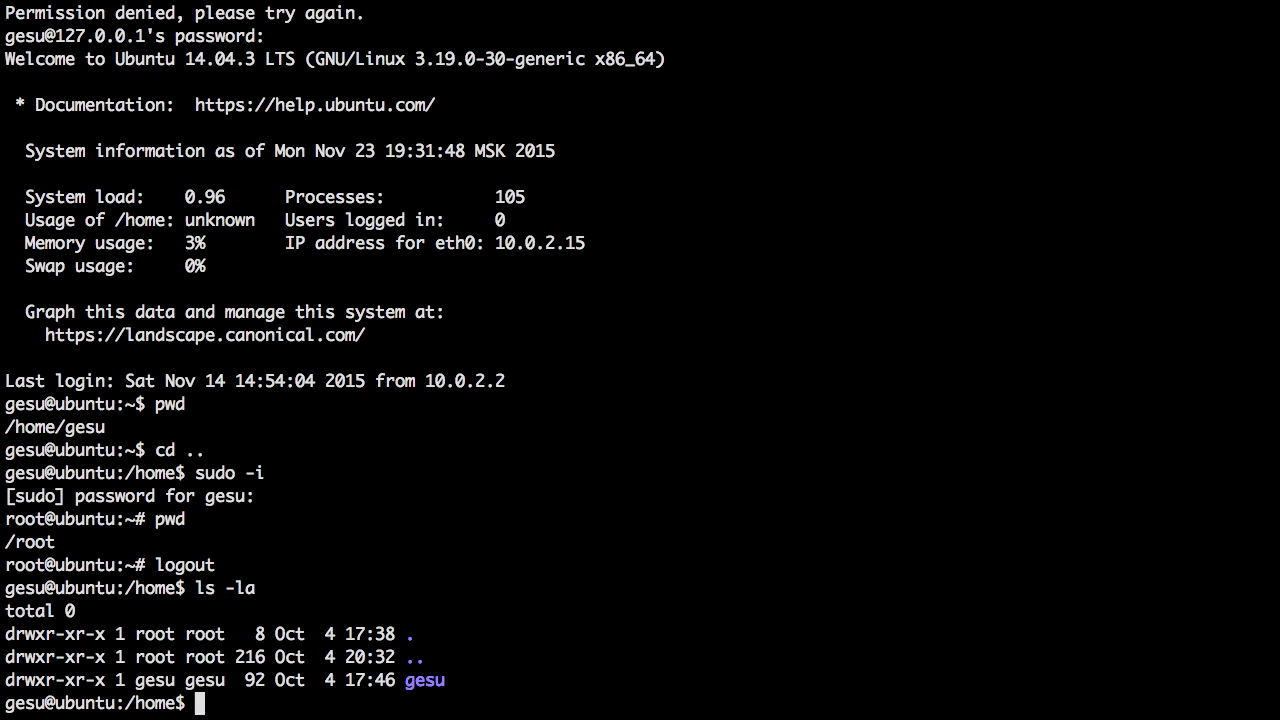 Permission denied, please try again.
gesu@127.0.0.1's password:
Welcome to Ubuntu 14.04.3 LTS (GNU/Linux 3.19.0-30-generic x86_64)
* Documentation:  https://help.ubuntu.com/
System information as of Mon Nov 23 19:31:48 MSK 2015
System load:    0.96      Processes:           105
Usage of /home: unknown   Users logged in:     0
Memory usage:   3%        IP address for eth0: 10.0.2.15
Swap usage:     0%
Graph this data and manage this system at:
https://landscape.canonical.com/
Last login: Sat Nov 14 14:54:04 2015 from 10.0.2.2
gesu@ubuntu:~$ pwd
/home/gesu
gesu@ubuntu:~$ cd ..
gesu@ubuntu:/home$ sudo -i
[sudo] password for gesu:
root@ubuntu:~# pwd
/root
root@ubuntu:~# logout
gesu@ubuntu:/home$ ls -la
total 0
drwxr-xr-x 1 root root   8 Oct  4 17:38 .
drwxr-xr-x 1 root root 216 Oct  4 20:32 ..
drwxr-xr-x 1 gesu gesu  92 Oct  4 17:46 gesu
gesu@ubuntu:/home$